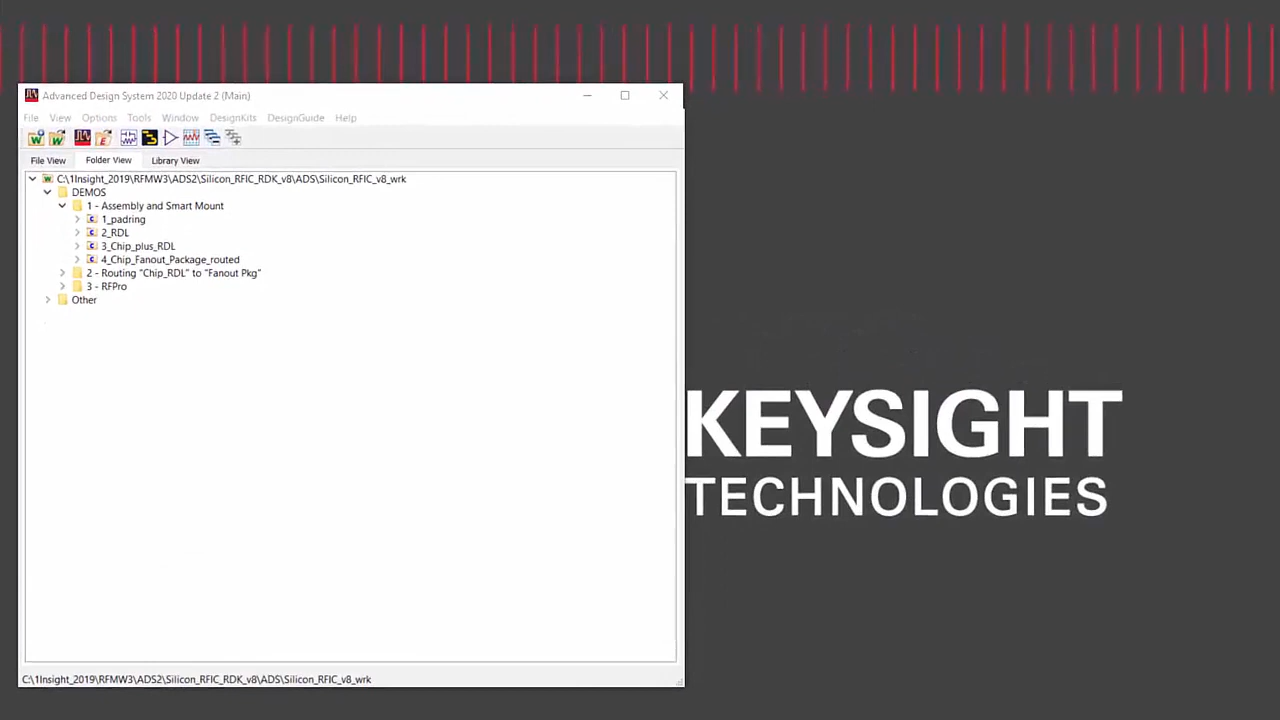 Advanced Design System 2020 Update 2 (Main)
File View Options Tools Window DesignKits DesignGuide Help
File View Folder View Library View
C:\1Insight_2019\RFMW3\ADS2\Silicon_RFIC_RDK_v8\ADS\Silicon_RFIC_v8_wrk
DEMOS
1 - Assembly and Smart Mount
1_padring
2_RDL
3_Chip_plus_RDL
4_Chip_Fanout_Package_routed
2 - Routing "Chip_RDL" to "Fanout Pkg"
3 - RFPro
Other
KEYSIGHT
TECHNOLOGIES
C:\1Insight_2019\RFMW3\ADS2\Silicon_RFIC_RDK_v8\ADS\Silicon_RFIC_v8_wrk